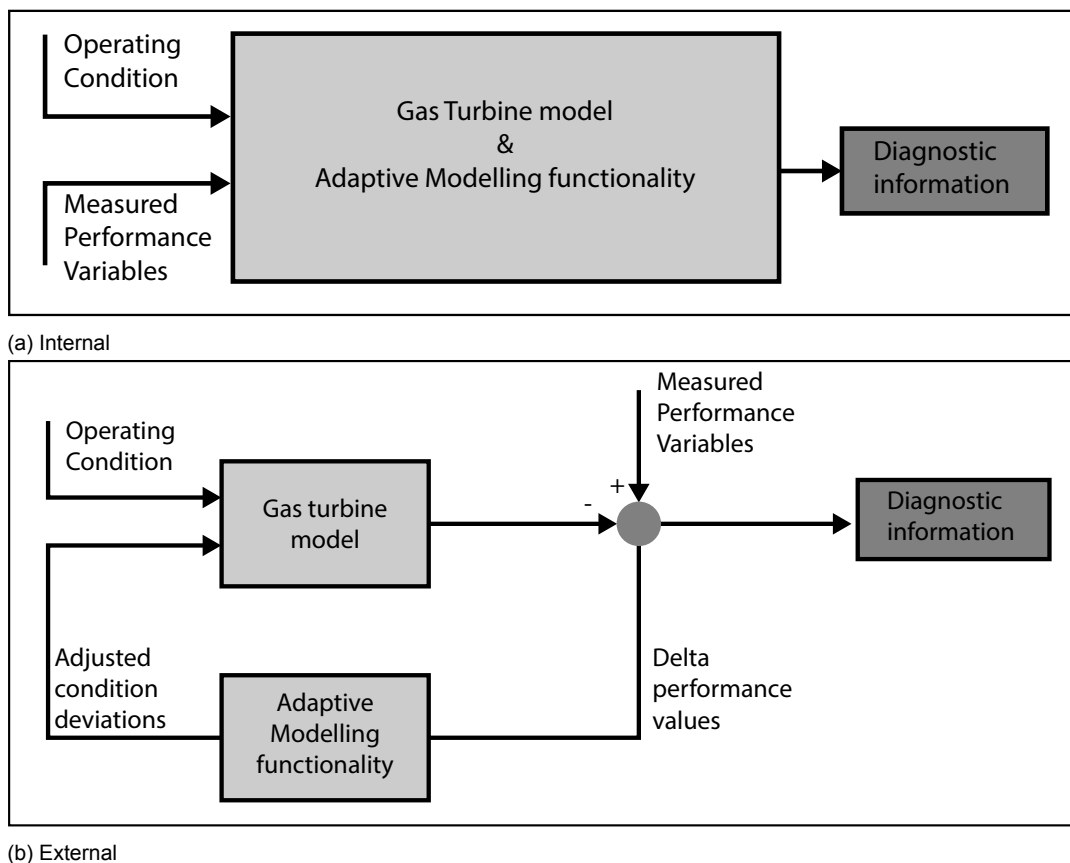 Operating
Condition
Gas Turbine model
&
Adaptive Modelling functionality
Diagnostic
information
Measured
Performance
Variables
(a) Internal
Measured
Performance
Variables
Operating
Condition
Gas turbine
model
-
+
Diagnostic
information
Adjusted
condition
deviations
Adaptive
Modelling
functionality
Delta
performance
values
(b) External